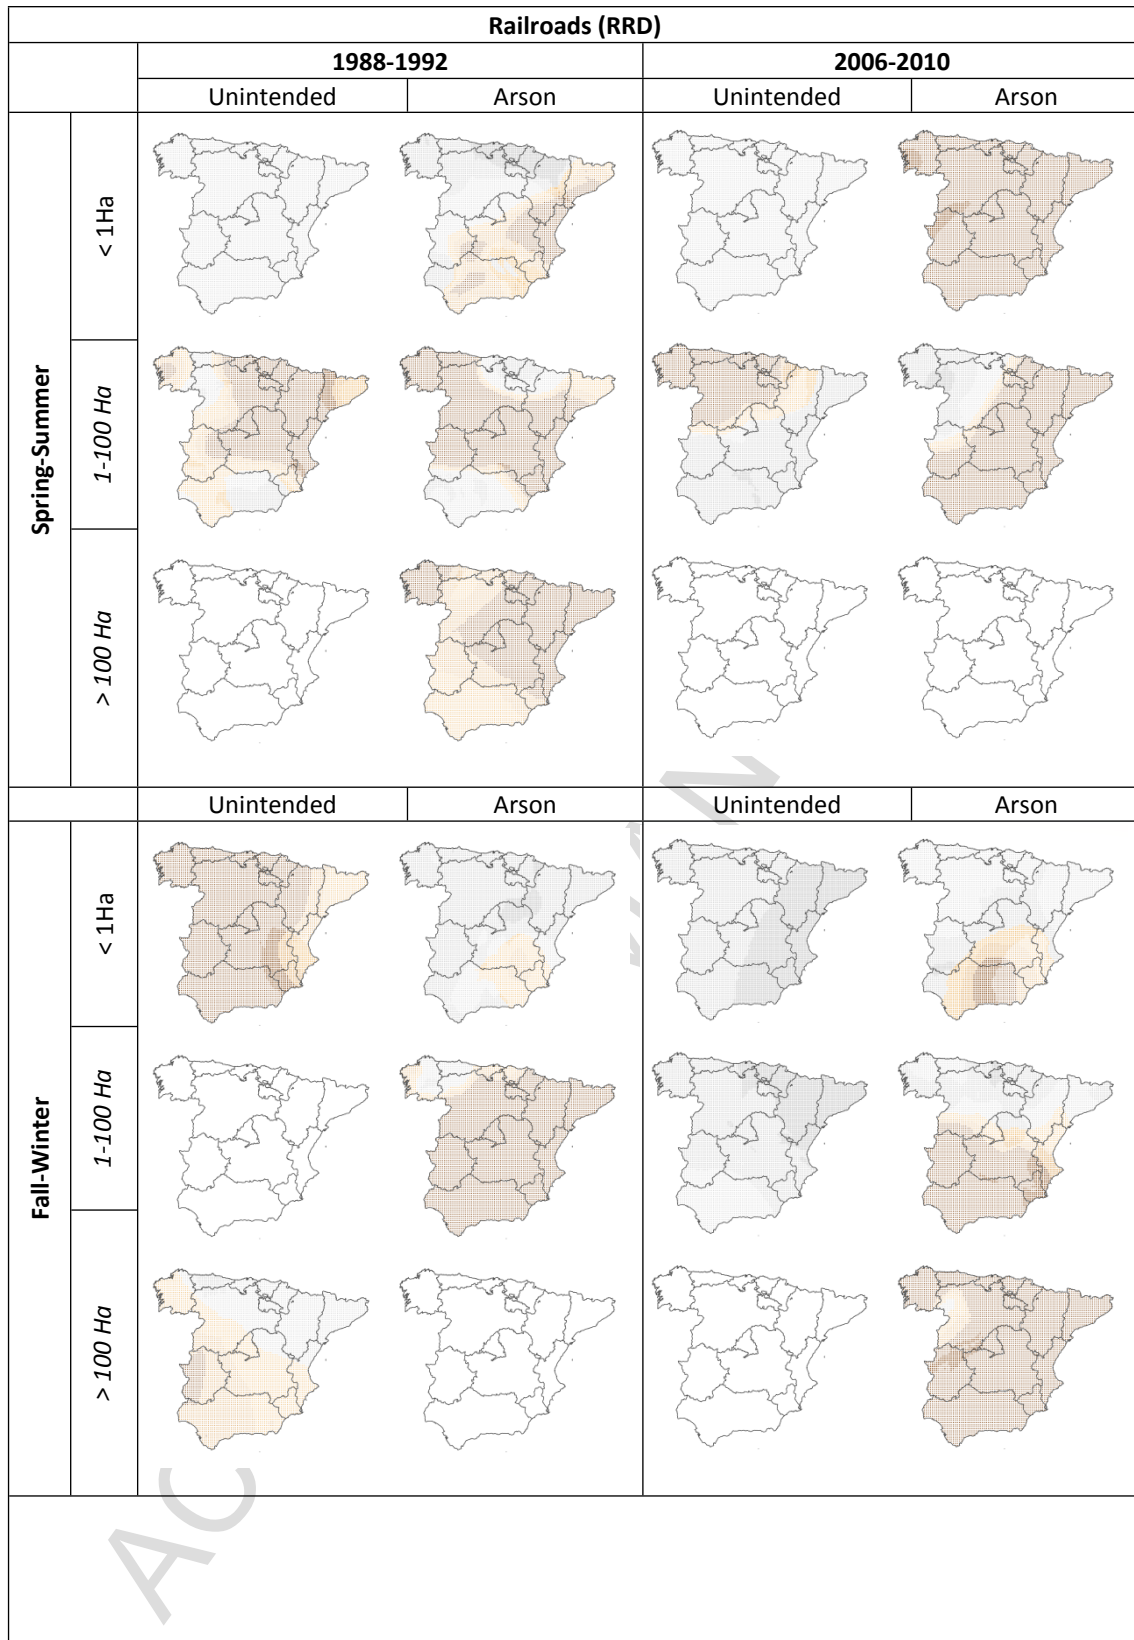 Railroads (RRD)
1988-1992 2006-2010
Unintended Arson Unintended Arson
Spring-Summer
< 1Ha
1-100 Ha
> 100 Ha
Unintended Arson Unintended Arson
Fall-Winter
< 1Ha
1-100 Ha
> 100 Ha
AC